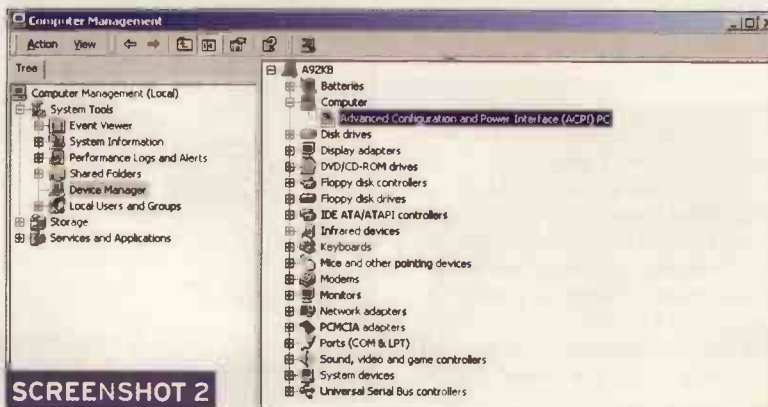 Computer Management
Action View
Tree
Computer Management (Local)
System Tools
Event Viewer
System Information
Performance Logs and Alerts
Shared Folders
Device Manager
Local Users and Groups
Storage
Services and Applications
A92KB
Batteries
Computer
Advanced Configuration and Power Interface (ACPI) PC
Disk drives
Display adapters
DVD/CD-ROM drives
Floppy disk controllers
Floppy disk drives
IDE ATA/ATAPI controllers
Infrared devices
Keyboards
Mice and other pointing devices
Modems
Monitors
Network adapters
PCMCIA adapters
Ports (COM & LPT)
Sound, video and game controllers
System devices
Universal Serial Bus controllers
SCREENSHOT 2